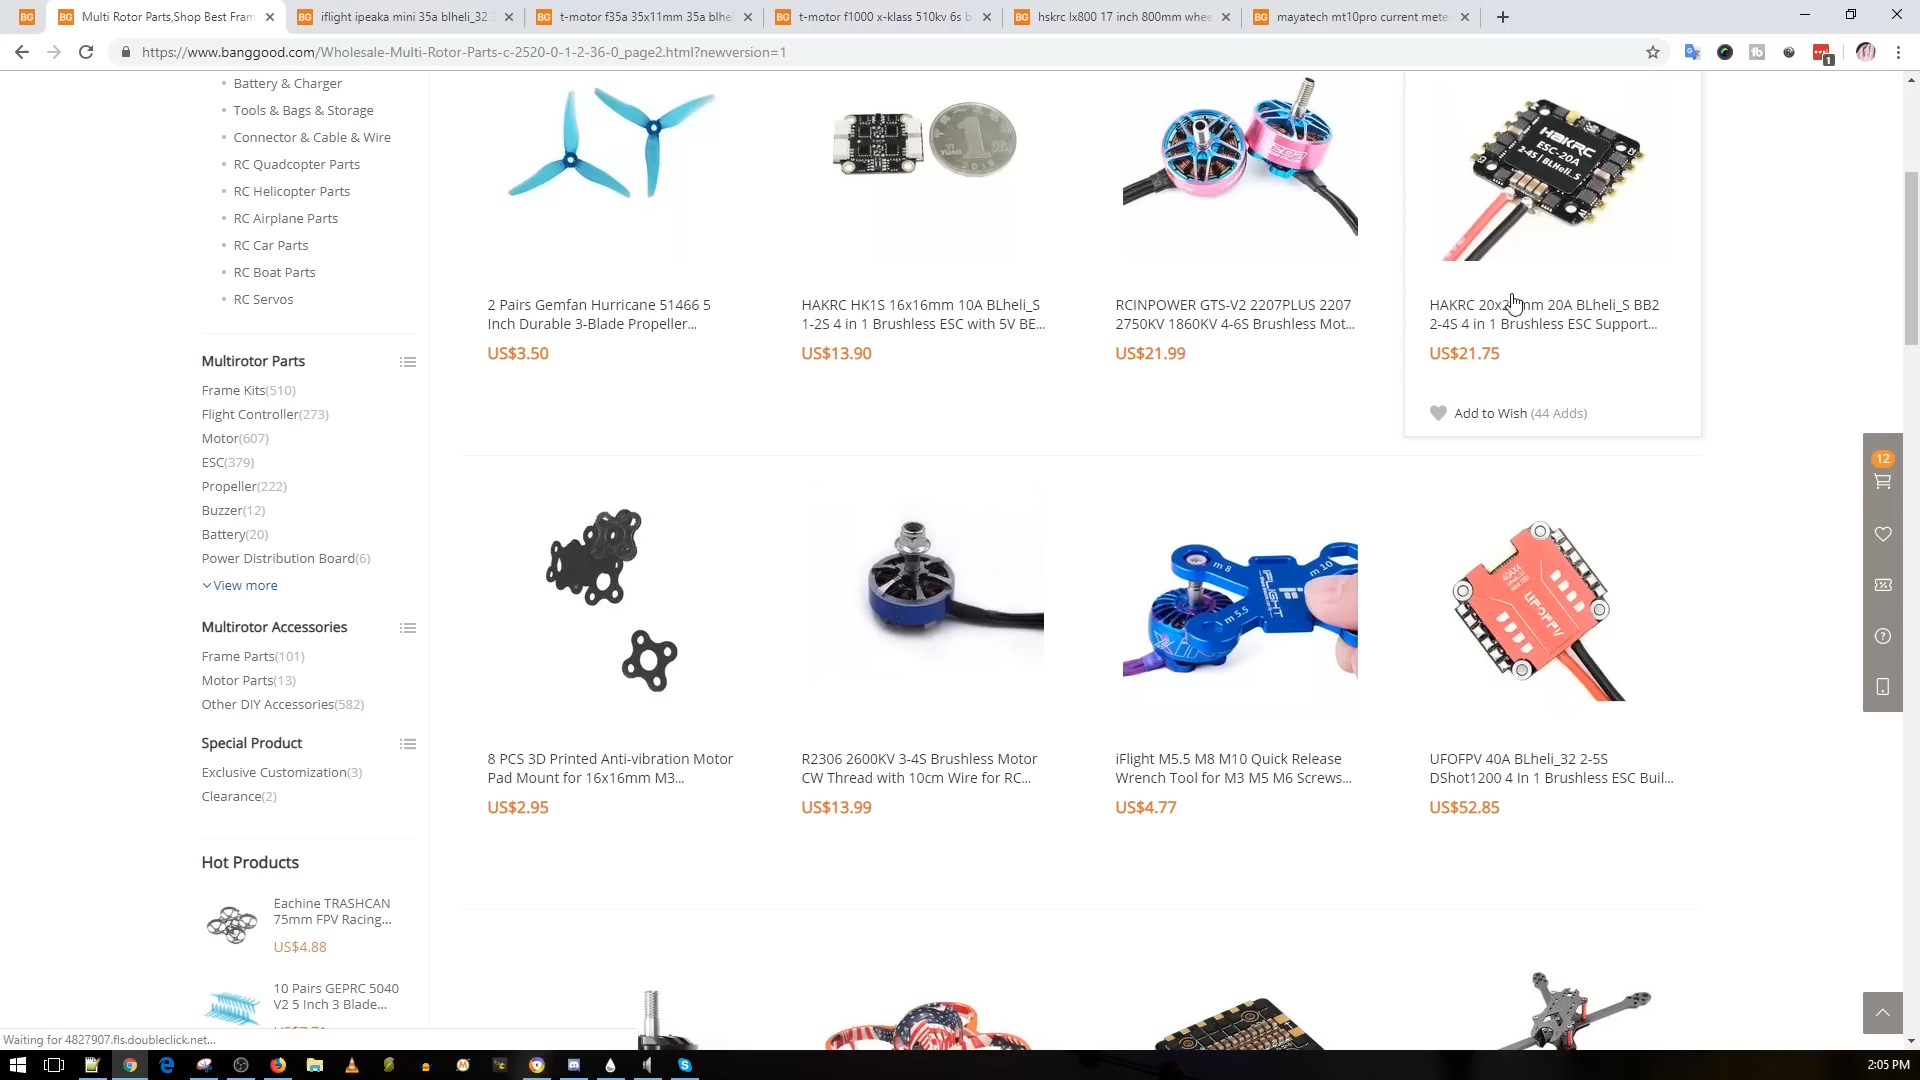 Multi Rotor Parts,Shop Best Fram
iflight ipeaka mini 35a blheli_32 3
t-motor f35a 35x11mm 35a blhe
t-motor f1000 x-klass 510kv 6s b
hskrc lx800 17 inch 800mm whee
mayatech mt10pro current mete
https://www.banggood.com/Wholesale-Multi-Rotor-Parts-c-2520-0-1-2-36-0_page2.html?newversion=1
Battery & Charger
Tools & Bags & Storage
Connector & Cable & Wire
RC Quadcopter Parts
RC Helicopter Parts
RC Airplane Parts
RC Car Parts
RC Boat Parts
RC Servos
Multirotor Parts
Frame Kits(510)
Flight Controller(273)
Motor(607)
ESC(379)
Propeller(222)
Buzzer(12)
Battery(20)
Power Distribution Board(6)
View more
Multirotor Accessories
Frame Parts(101)
Motor Parts(13)
Other DIY Accessories(582)
Special Product
Exclusive Customization(3)
Clearance(2)
Hot Products
Eachine TRASHCAN
75mm FPV Racing...
US$4.88
10 Pairs GEPRC 5040
V2 5 Inch 3 Blade...
2 Pairs Gemfan Hurricane 51466 5
Inch Durable 3-Blade Propeller...
US$3.50
HAKRC HK1S 16x16mm 10A BLheli_S
1-2S 4 in 1 Brushless ESC with 5V BE...
US$13.90
RCINPOWER GTS-V2 2207PLUS 2207
2750KV 1860KV 4-6S Brushless Mot...
US$21.99
HAKRC
ESC-20A
2-4S | BLHeli_S
HAKRC 20x2 mm 20A BLheli_S BB2
2-4S 4 in 1 Brushless ESC Support...
US$21.75
Add to Wish (44 Adds)
8 PCS 3D Printed Anti-vibration Motor
Pad Mount for 16x16mm M3...
US$2.95
R2306 2600KV 3-4S Brushless Motor
CW Thread with 10cm Wire for RC...
US$13.99
m 8
m 10
m 5.5
IFLIGHT
iFlight M5.5 M8 M10 Quick Release
Wrench Tool for M3 M5 M6 Screws...
US$4.77
40AX4
UFOFPV
UFOFPV 40A BLheli_32 2-5S
DShot1200 4 In 1 Brushless ESC Buil...
US$52.85
12
Waiting for 4827907.fls.doubleclick.net...
2:05 PM